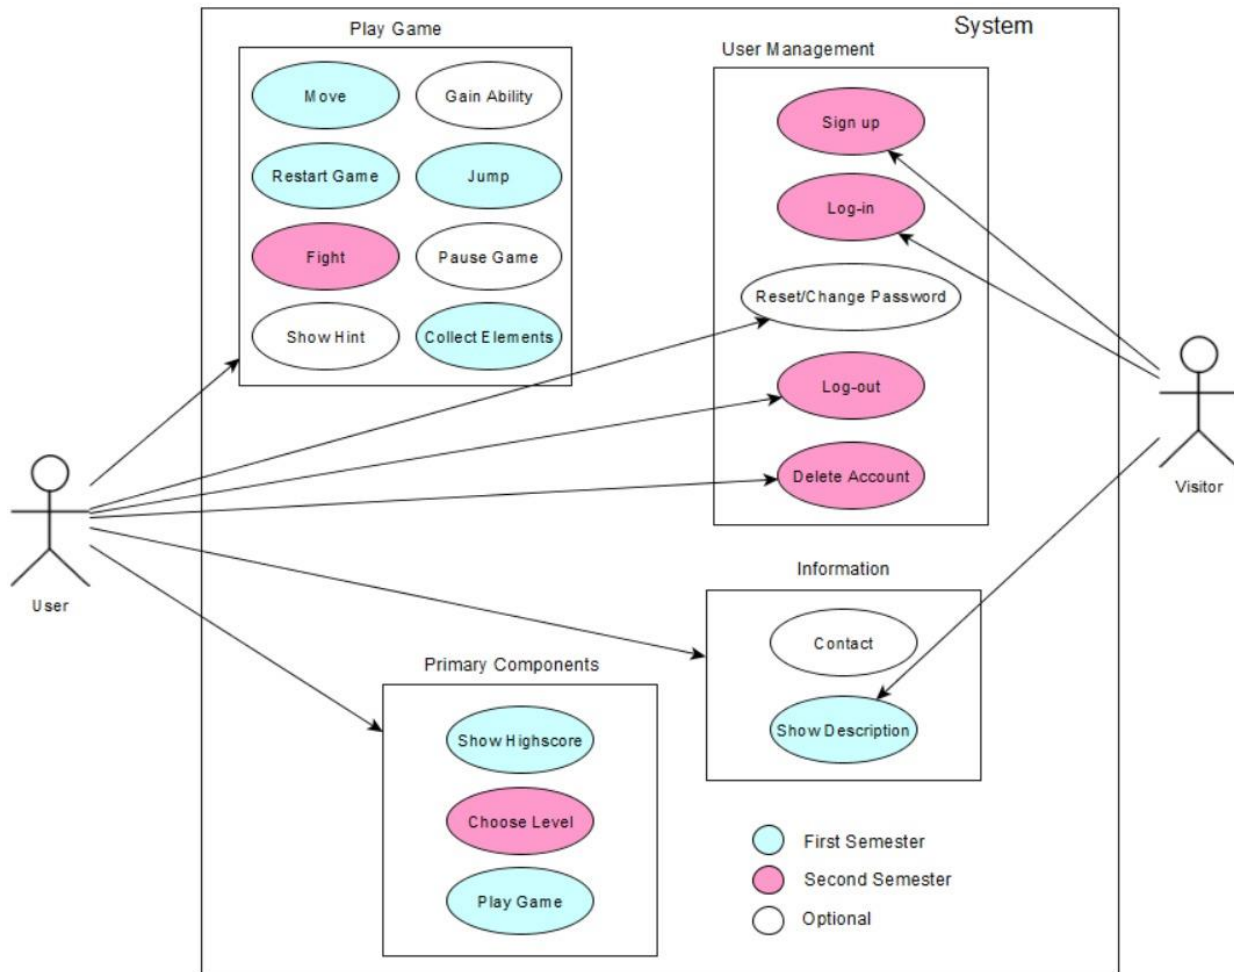 System
Play Game
Move
Gain Ability
Restart Game
Jump
Fight
Pause Game
Show Hint
Collect Elements
User Management
Sign up
Log-in
Reset/Change Password
Log-out
Delete Account
User
Visitor
Information
Contact
Show Description
Primary Components
Show Highscore
Choose Level
Play Game
First Semester
Second Semester
Optional